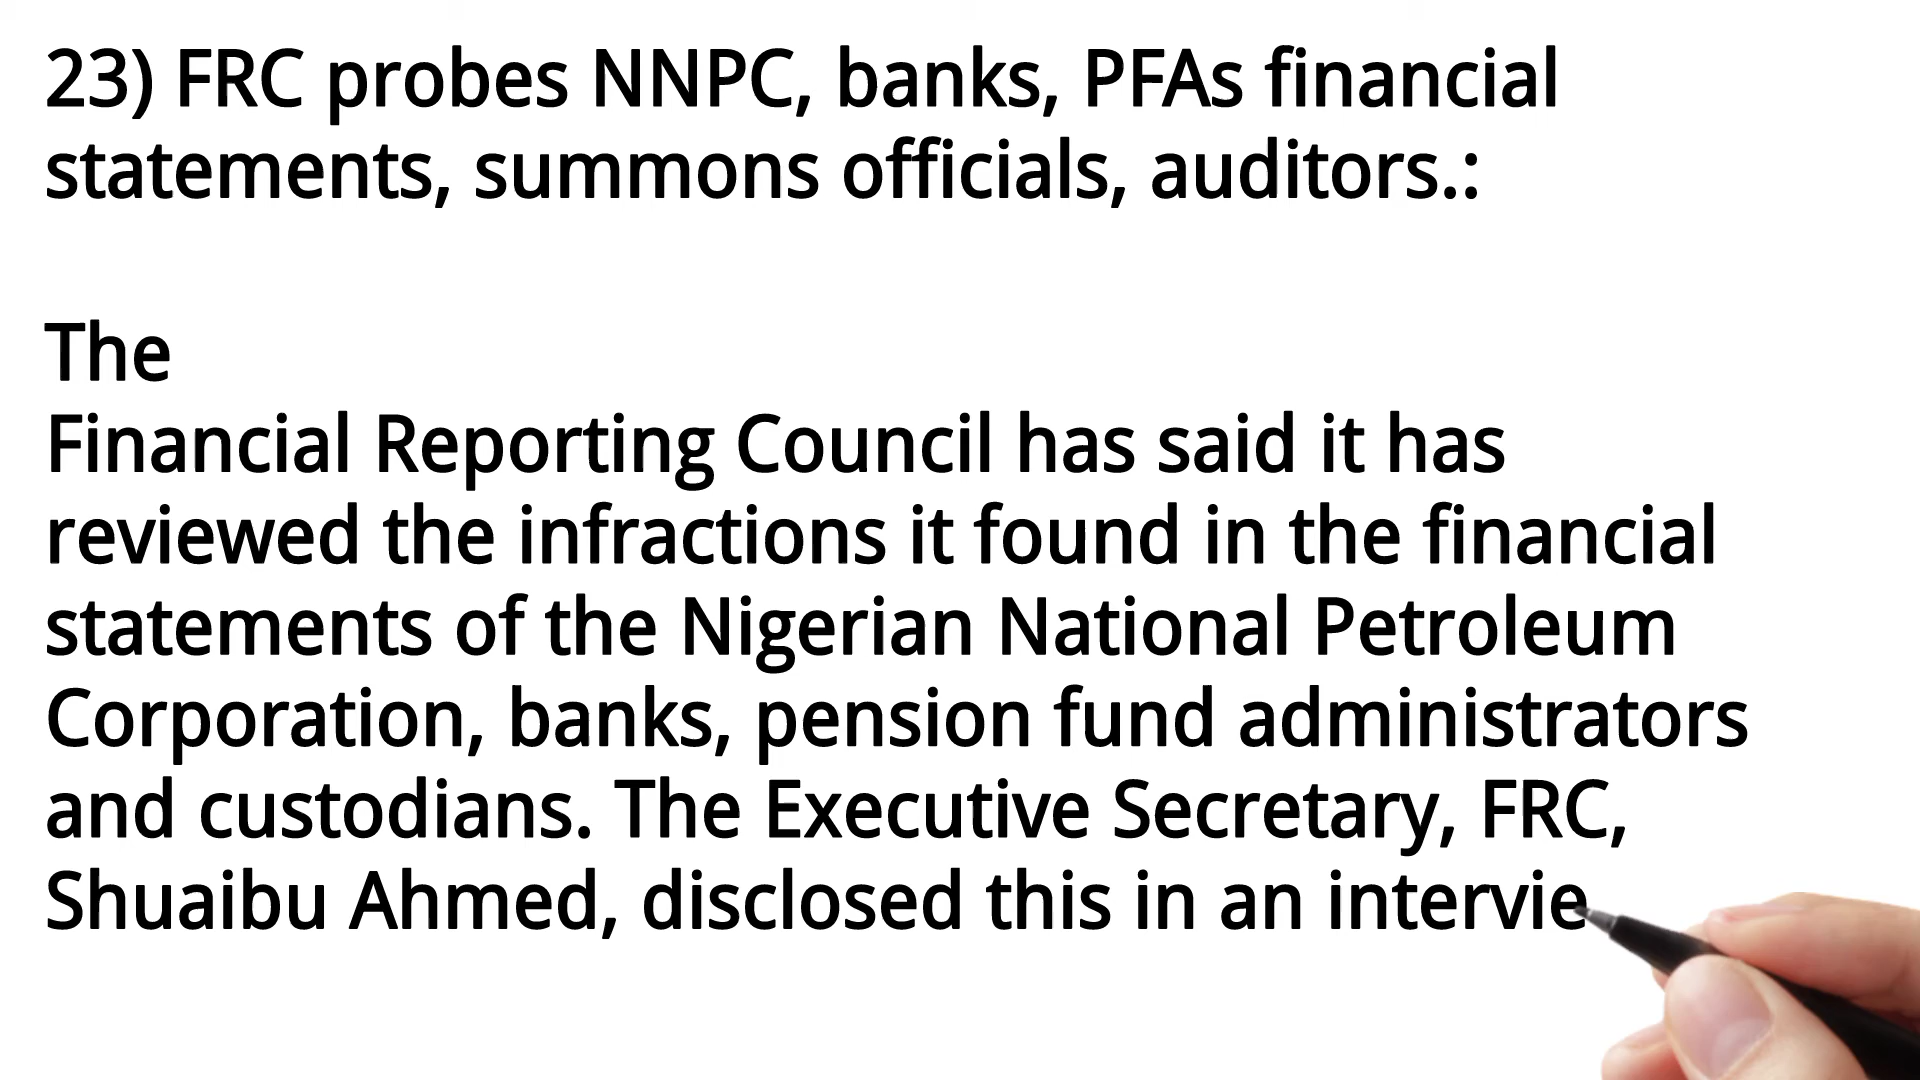 23) FRC probes NNPC, banks, PFAs financial
statements, summons officials, auditors.:
The
Financial Reporting Council has said it has
reviewed the infractions it found in the financial
statements of the Nigerian National Petroleum
Corporation, banks, pension fund administrators
and custodians. The Executive Secretary, FRC,
Shuaibu Ahmed, disclosed this in an intervie